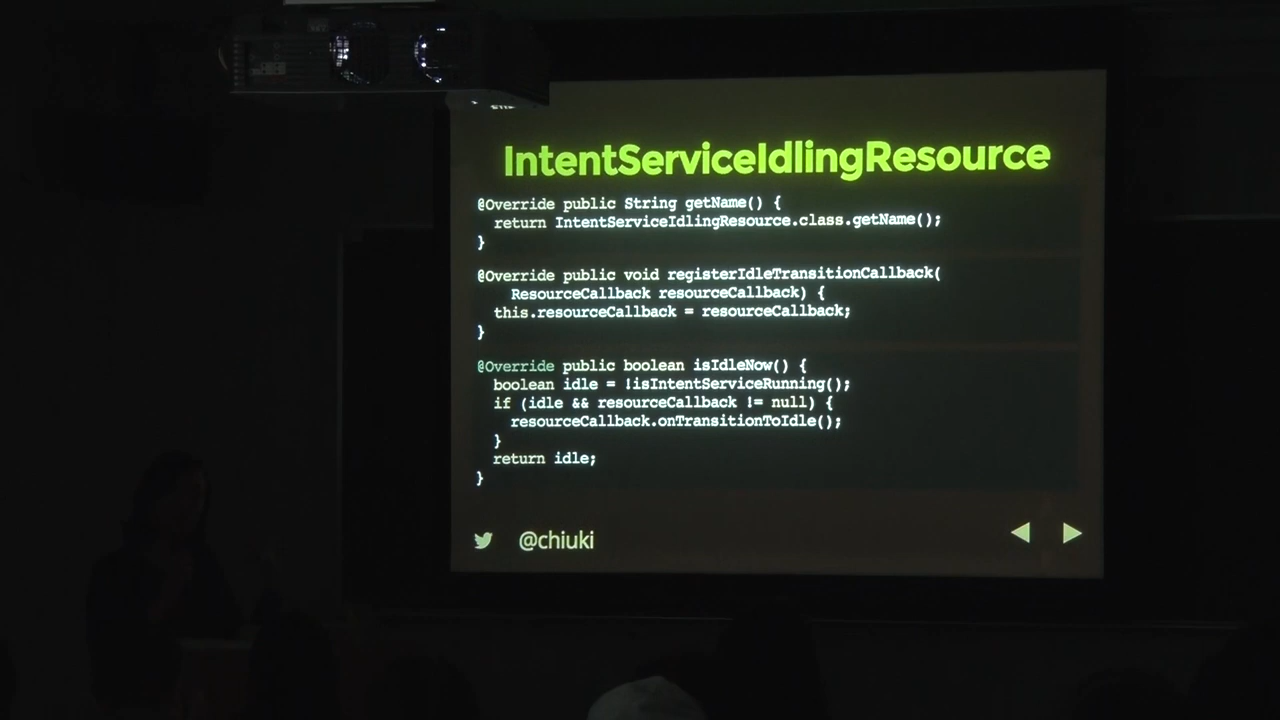 IntentServiceIdlingResource
@Override public String getName() {
return IntentServiceIdlingResource.class.getName();
}
@Override public void registerIdleTransitionCallback(
ResourceCallback resourceCallback) {
this.resourceCallback = resourceCallback;
}
@Override public boolean isIdleNow() {
boolean idle = !isIntentServiceRunning();
if (idle && resourceCallback != null) {
resourceCallback.onTransitionToIdle();
}
return idle;
}
@chiuki